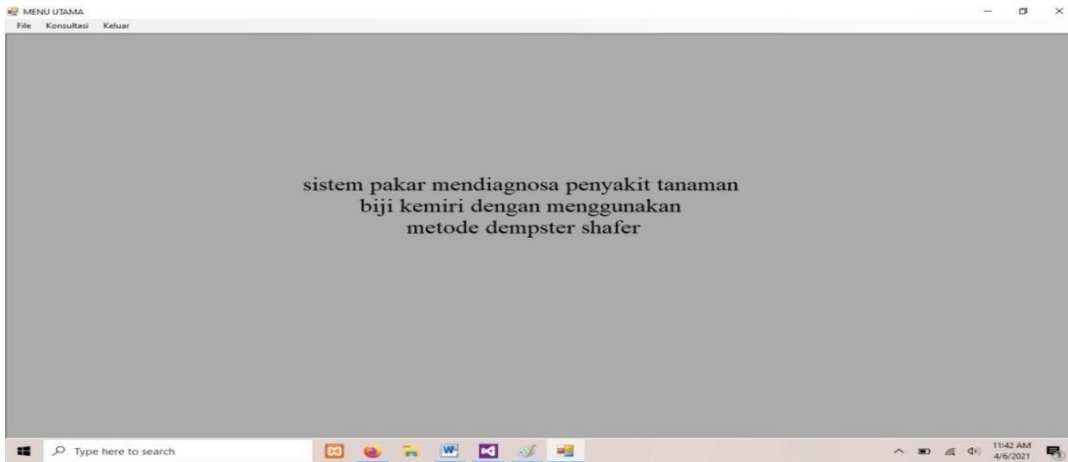 MENU UTAMA
File Konsultasi Keluar
sistem pakar mendiagnosa penyakit tanaman
biji kemiri dengan menggunakan
metode dempster shafer
Type here to search
11:42 AM
4/6/2021